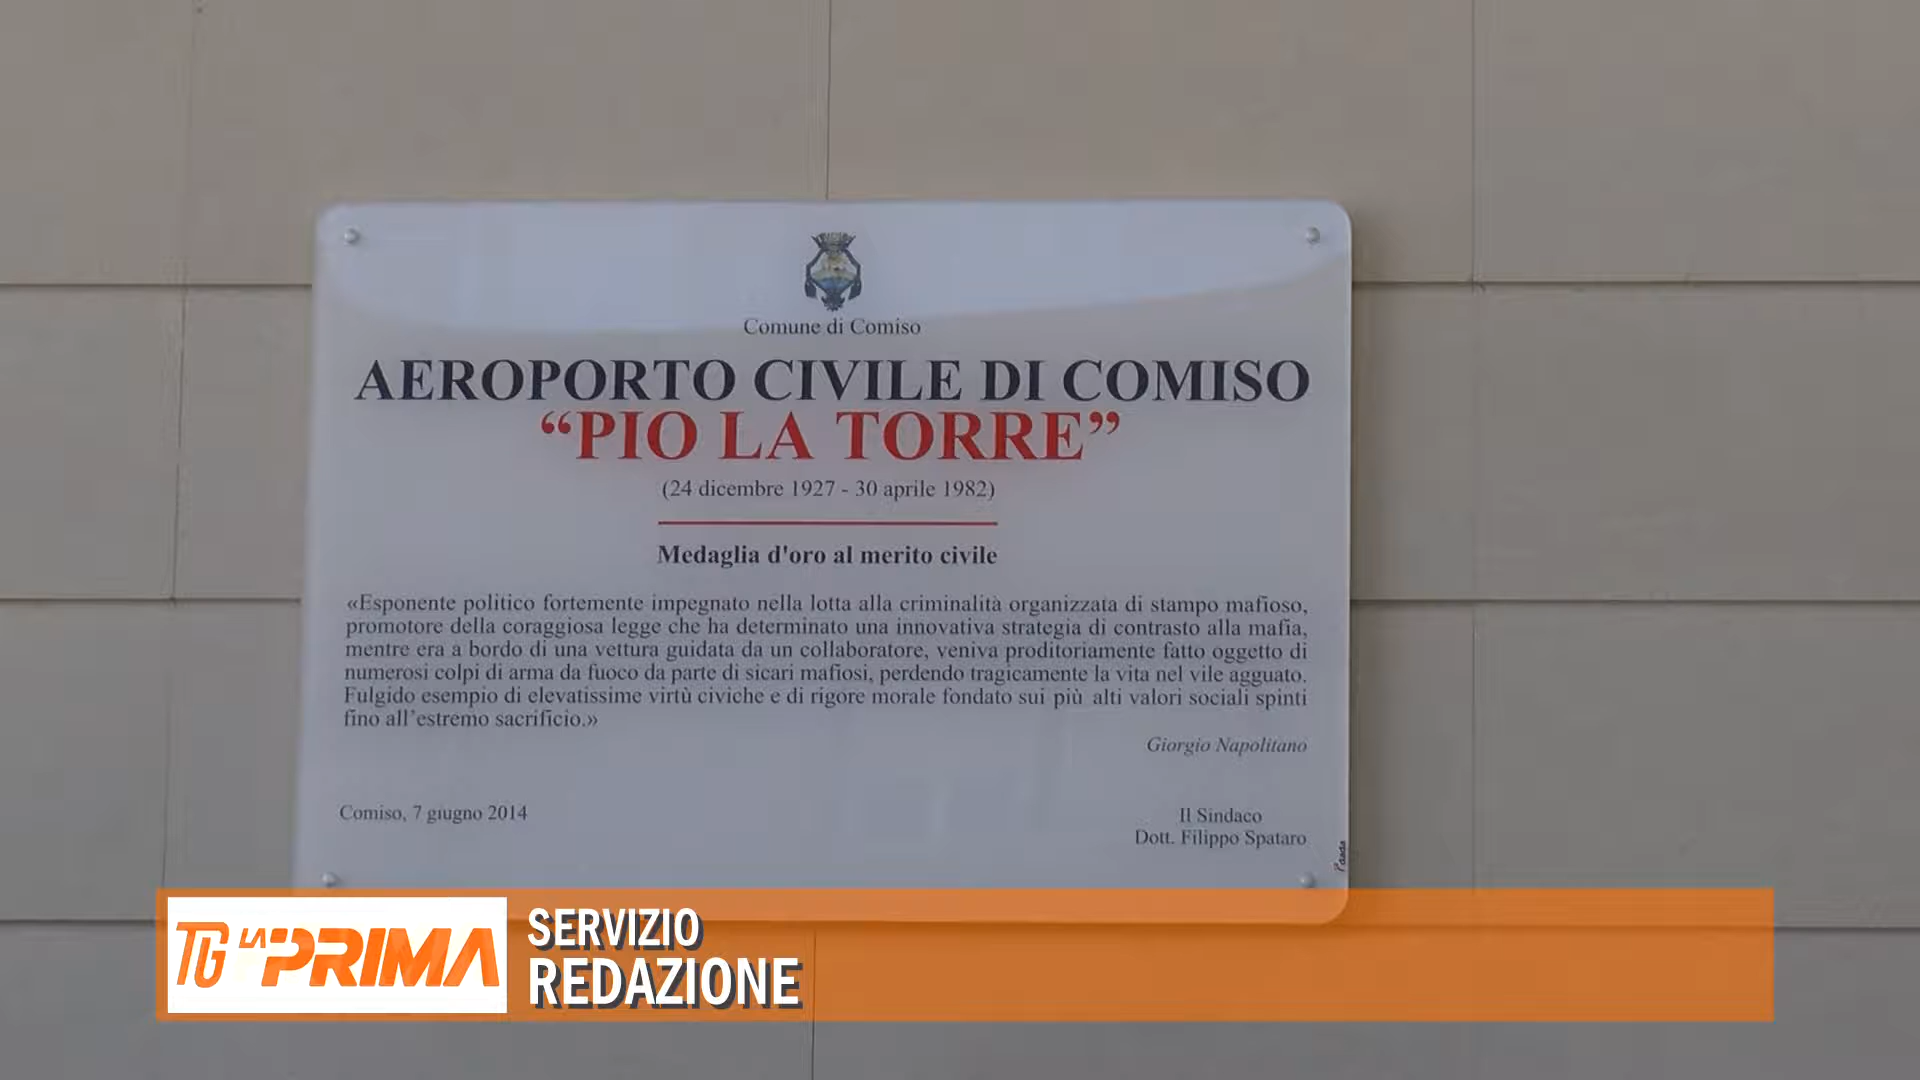 Comune di Comiso
AEROPORTO CIVILE DI COMISO
“PIO LA TORRE”
(24 dicembre 1927 - 30 aprile 1982)
Medaglia d'oro al merito civile
«Esponente politico fortemente impegnato nella lotta alla criminalità organizzata di stampo mafioso,
promotore della coraggiosa legge che ha determinato una innovativa strategia di contrasto alla mafia,
mentre era a bordo di una vettura guidata da un collaboratore, veniva proditoriamente fatto oggetto di
numerosi colpi di arma da fuoco da parte di sicari mafiosi, perdendo tragicamente la vita nel vile agguato.
Fulgido esempio di elevatissime virtù civiche e di rigore morale fondato sui più alti valori sociali spinti
fino all’estremo sacrificio.»
Giorgio Napolitano
Comiso, 7 giugno 2014
Il Sindaco
Dott. Filippo Spataro
TG LA PRIMA
SERVIZIO
REDAZIONE